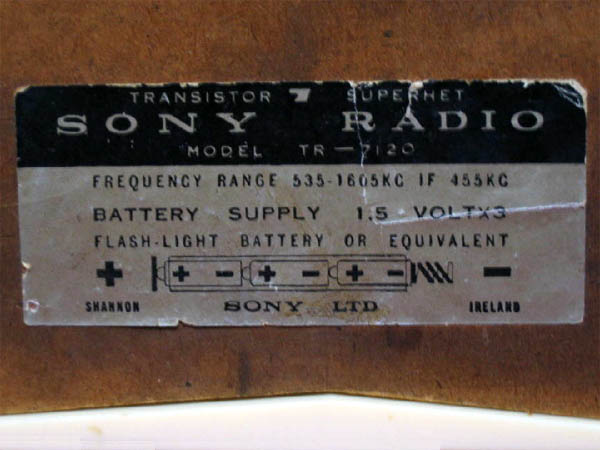 TRANSISTOR 7 SUPERHET
SONY RADIO
MODEL TR-7120
FREQUENCY RANGE 535-1605KC IF 455KC
BATTERY SUPPLY 1.5 VOLTX3
FLASH-LIGHT BATTERY OR EQUIVALENT
+ + - + - + - -
SHANNON SONY LTD IRELAND